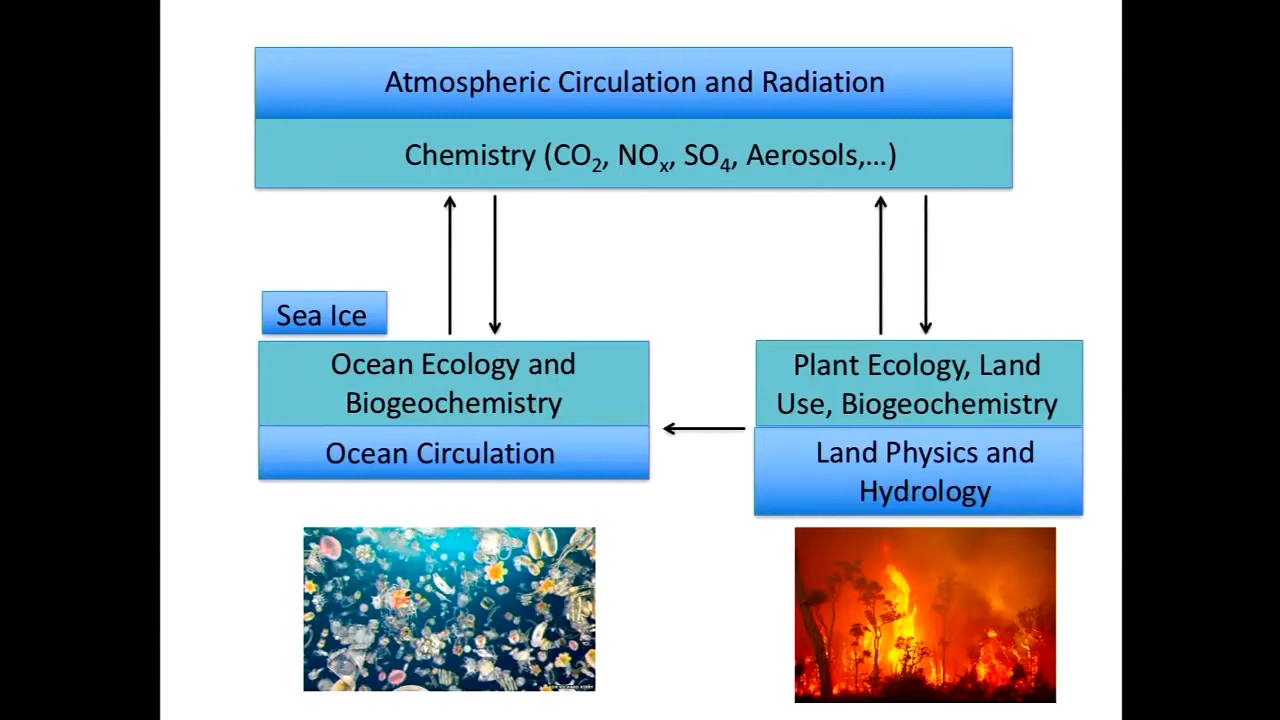 Atmospheric Circulation and Radiation
Chemistry (CO₂, NOₓ, SO₄, Aerosols,...)
Sea Ice
Ocean Ecology and
Biogeochemistry
Ocean Circulation
Plant Ecology, Land
Use, Biogeochemistry
Land Physics and
Hydrology